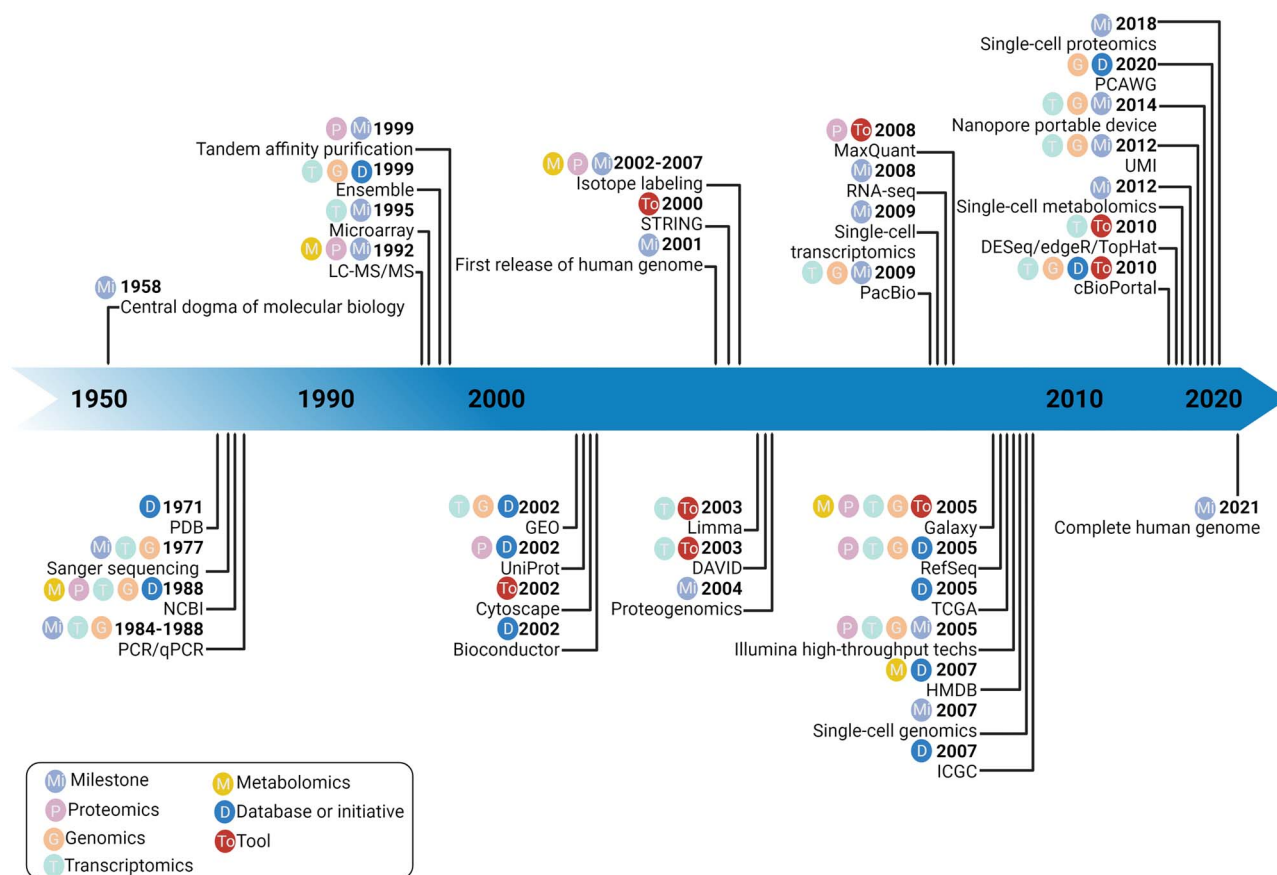 Mi 1958
Central dogma of molecular biology
P Mi 1999
Tandem affinity purification
T G D 1999
Ensemble
T Mi 1995
Microarray
M P Mi 1992
LC-MS/MS
M P Mi 2002-2007
Isotope labeling
To 2000
STRING
Mi 2001
First release of human genome
P To 2008
MaxQuant
Mi 2008
RNA-seq
Mi 2009
Single-cell
transcriptomics
T G Mi 2009
PacBio
Mi 2018
Single-cell proteomics
G D 2020
PCAWG
T G Mi 2014
Nanopore portable device
T G Mi 2012
UMI
Mi 2012
Single-cell metabolomics
T To 2010
DESeq/edgeR/TopHat
T G D To 2010
cBioPortal
1950 1990 2000 2010 2020
D 1971
PDB
Mi T G 1977
Sanger sequencing
M P T G D 1988
NCBI
Mi T G 1984-1988
PCR/qPCR
T G D 2002
GEO
P D 2002
UniProt
To 2002
Cytoscape
D 2002
Bioconductor
T To 2003
Limma
T To 2003
DAVID
Mi 2004
Proteogenomics
M P T G To 2005
Galaxy
P T G D 2005
RefSeq
D 2005
TCGA
P T G Mi 2005
Illumina high-throughput techs
M D 2007
HMDB
Mi 2007
Single-cell genomics
D 2007
ICGC
Mi 2021
Complete human genome
Mi Milestone
P Proteomics
G Genomics
T Transcriptomics
M Metabolomics
D Database or initiative
To Tool